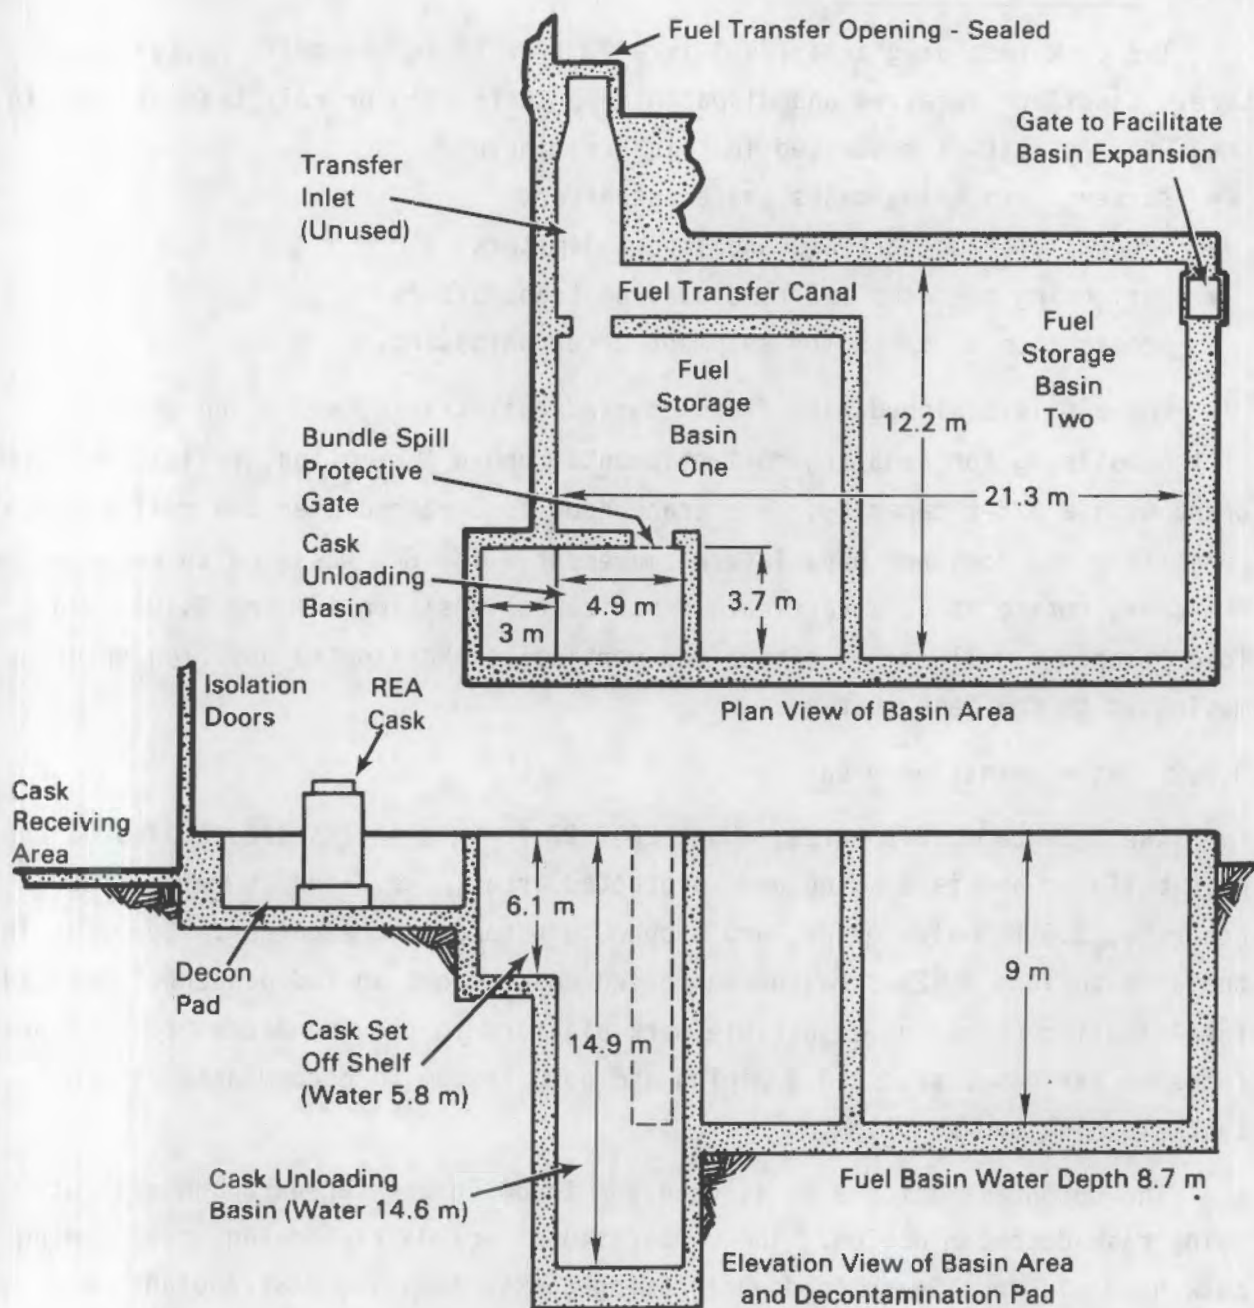 Fuel Transfer Opening - Sealed
Gate to Facilitate
Basin Expansion
Transfer
Inlet
(Unused)
Fuel Transfer Canal
Fuel
Storage
Basin
Two
Fuel
Storage
Basin
One
12.2 m
21.3 m
Bundle Spill
Protective
Gate
Cask
Unloading
Basin
4.9 m
3.7 m
3 m
Plan View of Basin Area
Isolation
Doors
REA
Cask
Cask
Receiving
Area
6.1 m
9 m
Decon
Pad
Cask Set
Off Shelf
(Water 5.8 m)
14.9 m
Cask Unloading
Basin (Water 14.6 m)
Fuel Basin Water Depth 8.7 m
Elevation View of Basin Area
and Decontamination Pad